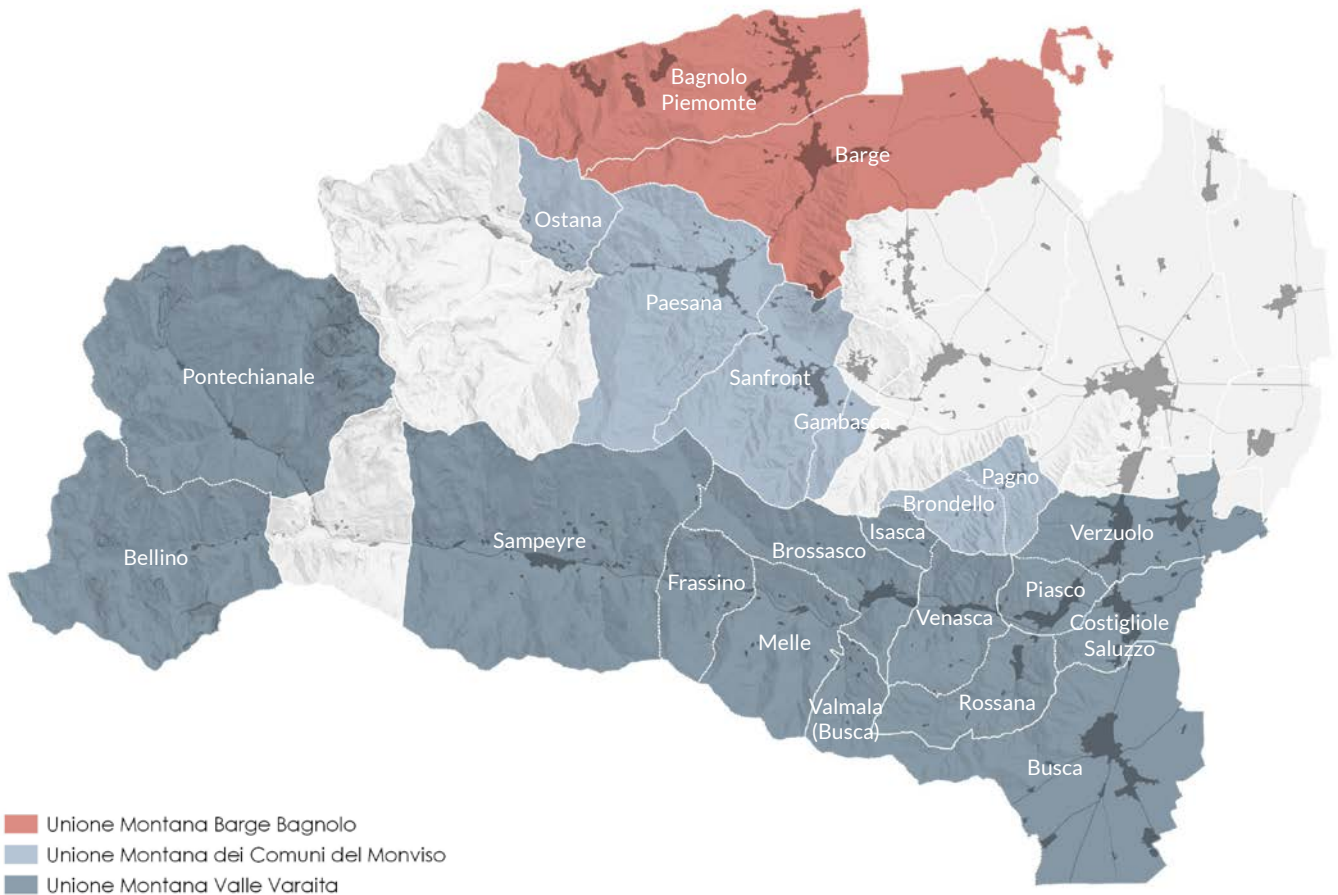 Bagnolo
Piemomte
Barge
Ostana
Paesana
Pontechianale
Sanfront
Gambasca
Pagno
Brondello
Isasca
Verzuolo
Sampeyre
Brossasco
Bellino
Frassino
Piasco
Venasca
Costigliole
Saluzzo
Melle
Rossana
Valmala
(Busca)
Busca
Unione Montana Barge Bagnolo
Unione Montana dei Comuni del Monviso
Unione Montana Valle Varaita